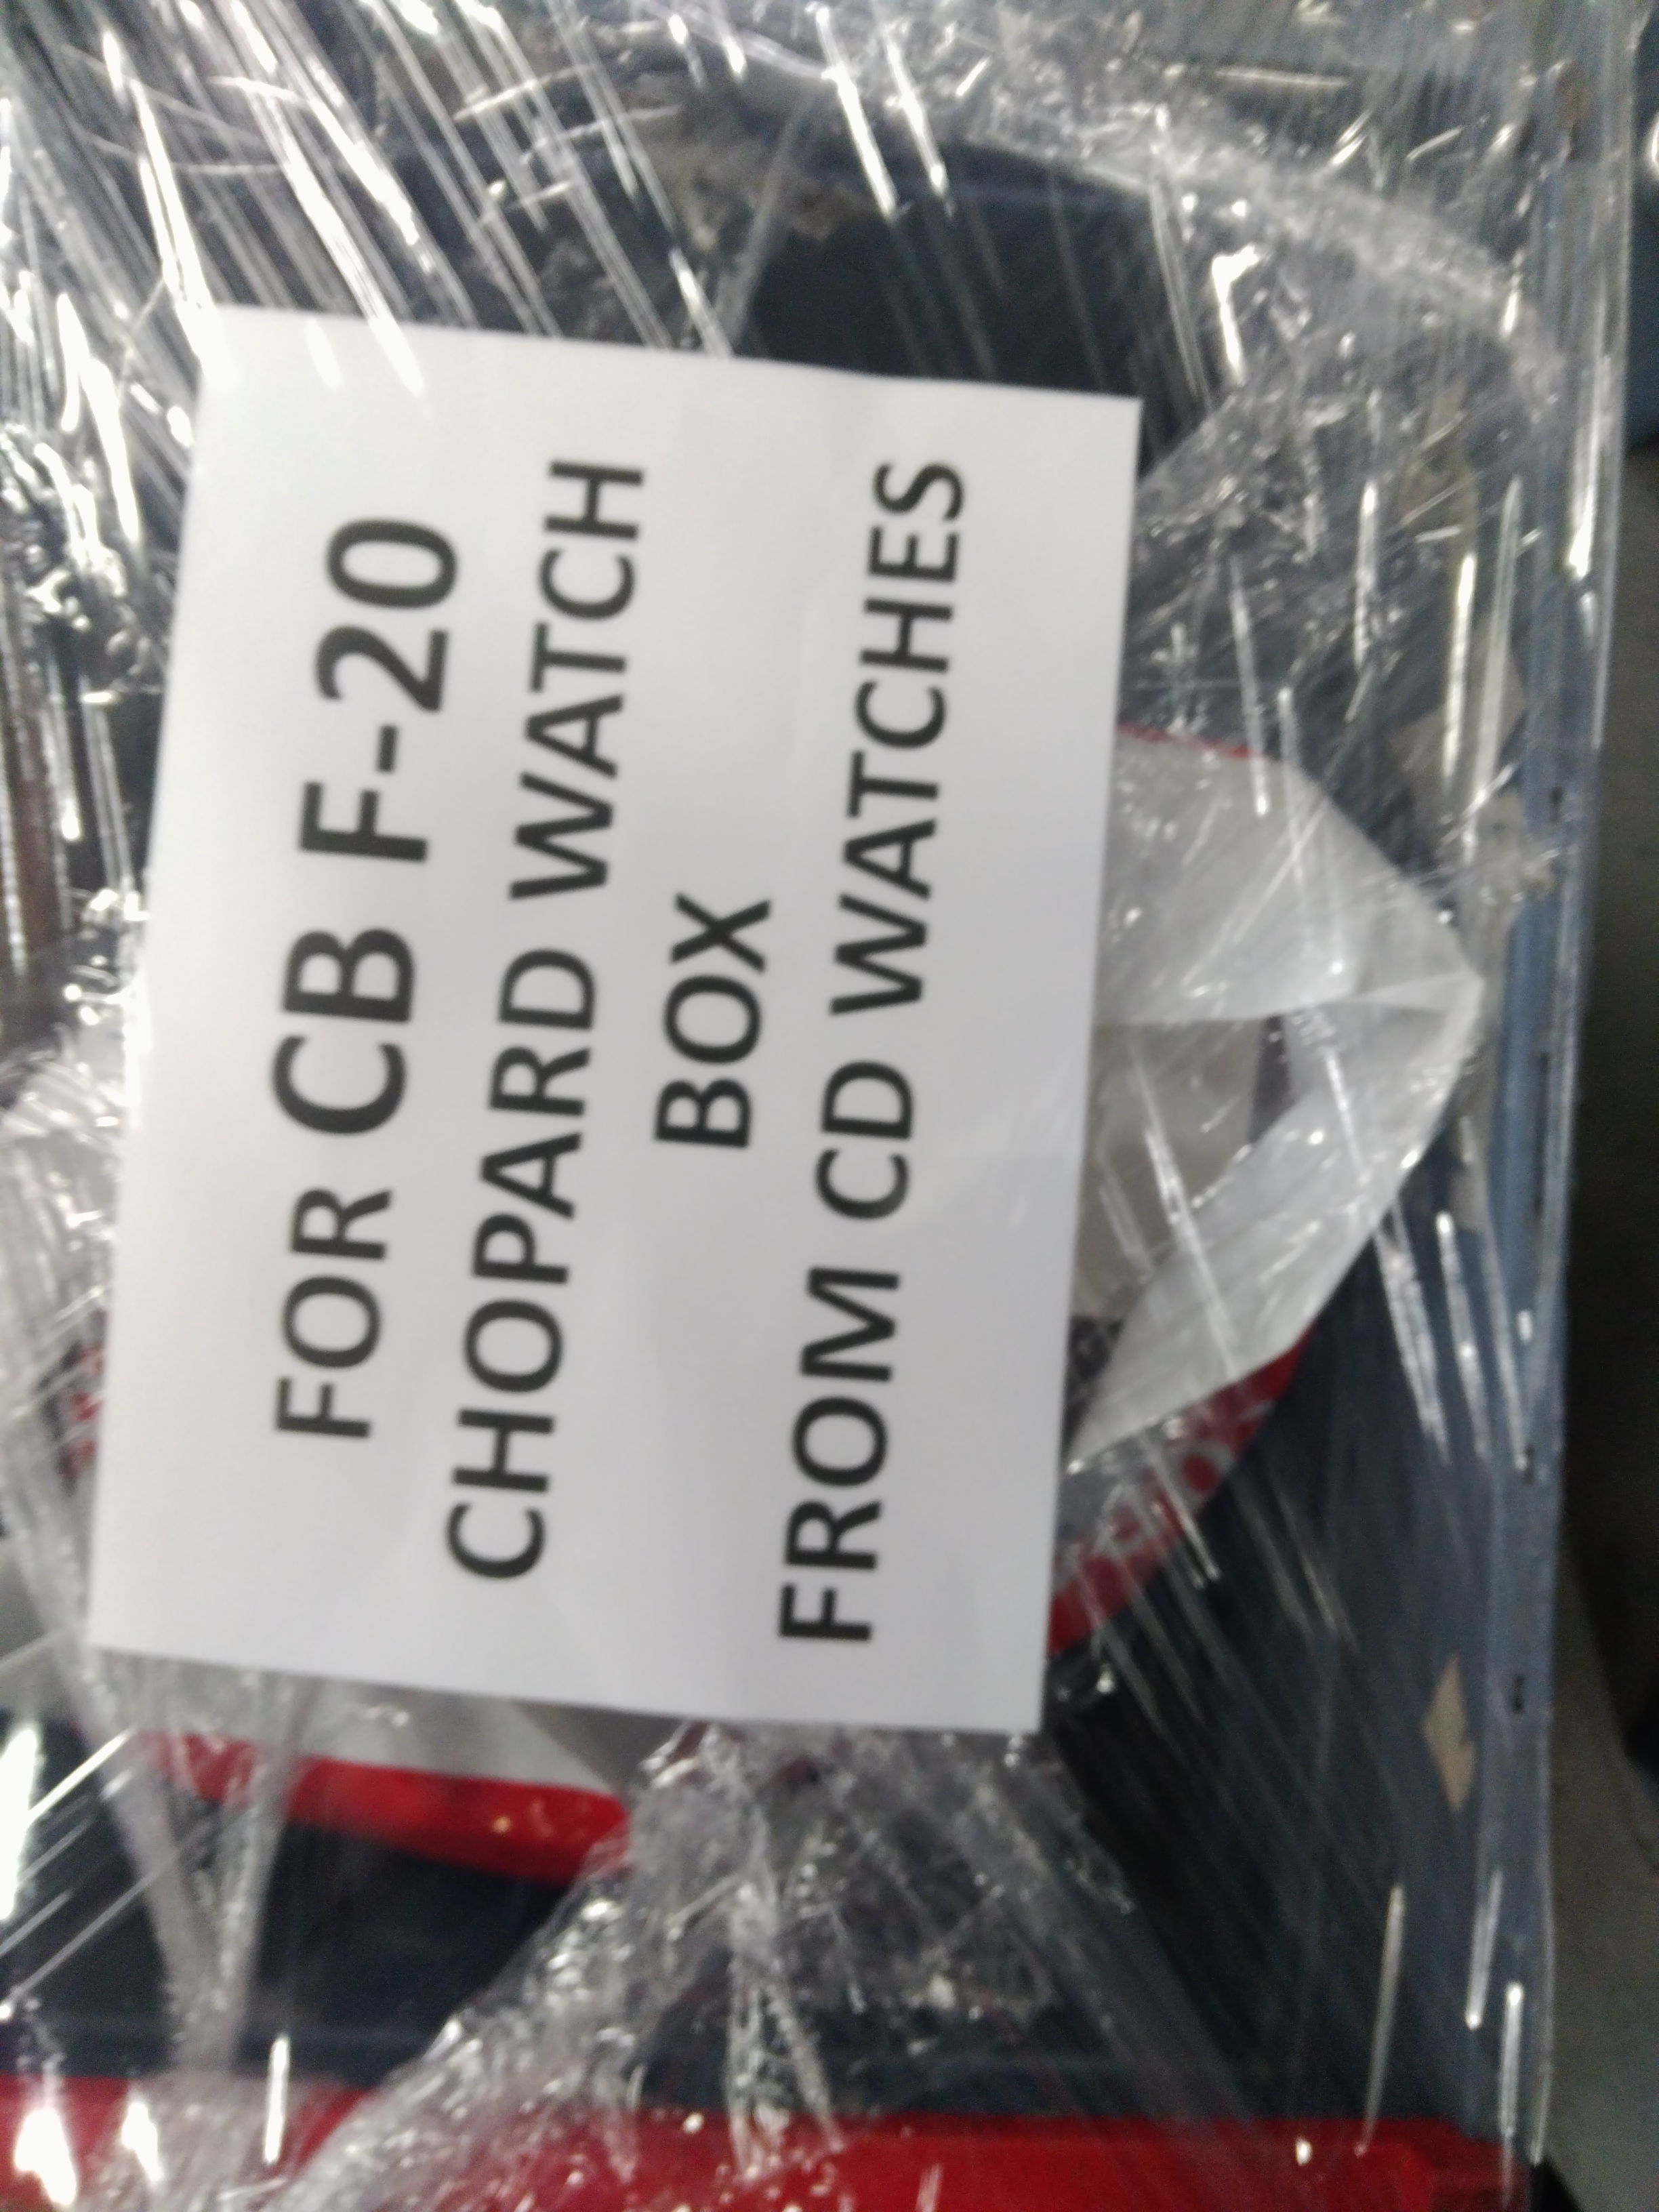 FOR CB F-20
CHOPARD WATCH
BOX
FROM CD WATCHES